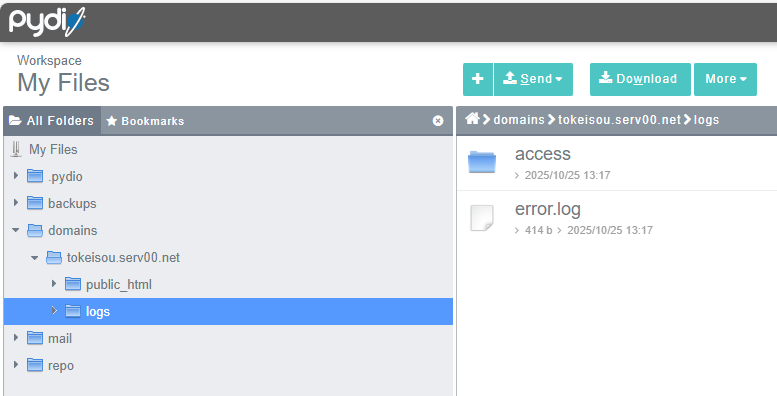 pydio
Workspace
My Files
Send
Download
More
All Folders
Bookmarks
domains
tokeisou.serv00.net
logs
My Files
.pydio
backups
domains
tokeisou.serv00.net
public_html
logs
mail
repo
access
2025/10/25 13:17
error.log
414 b
2025/10/25 13:17